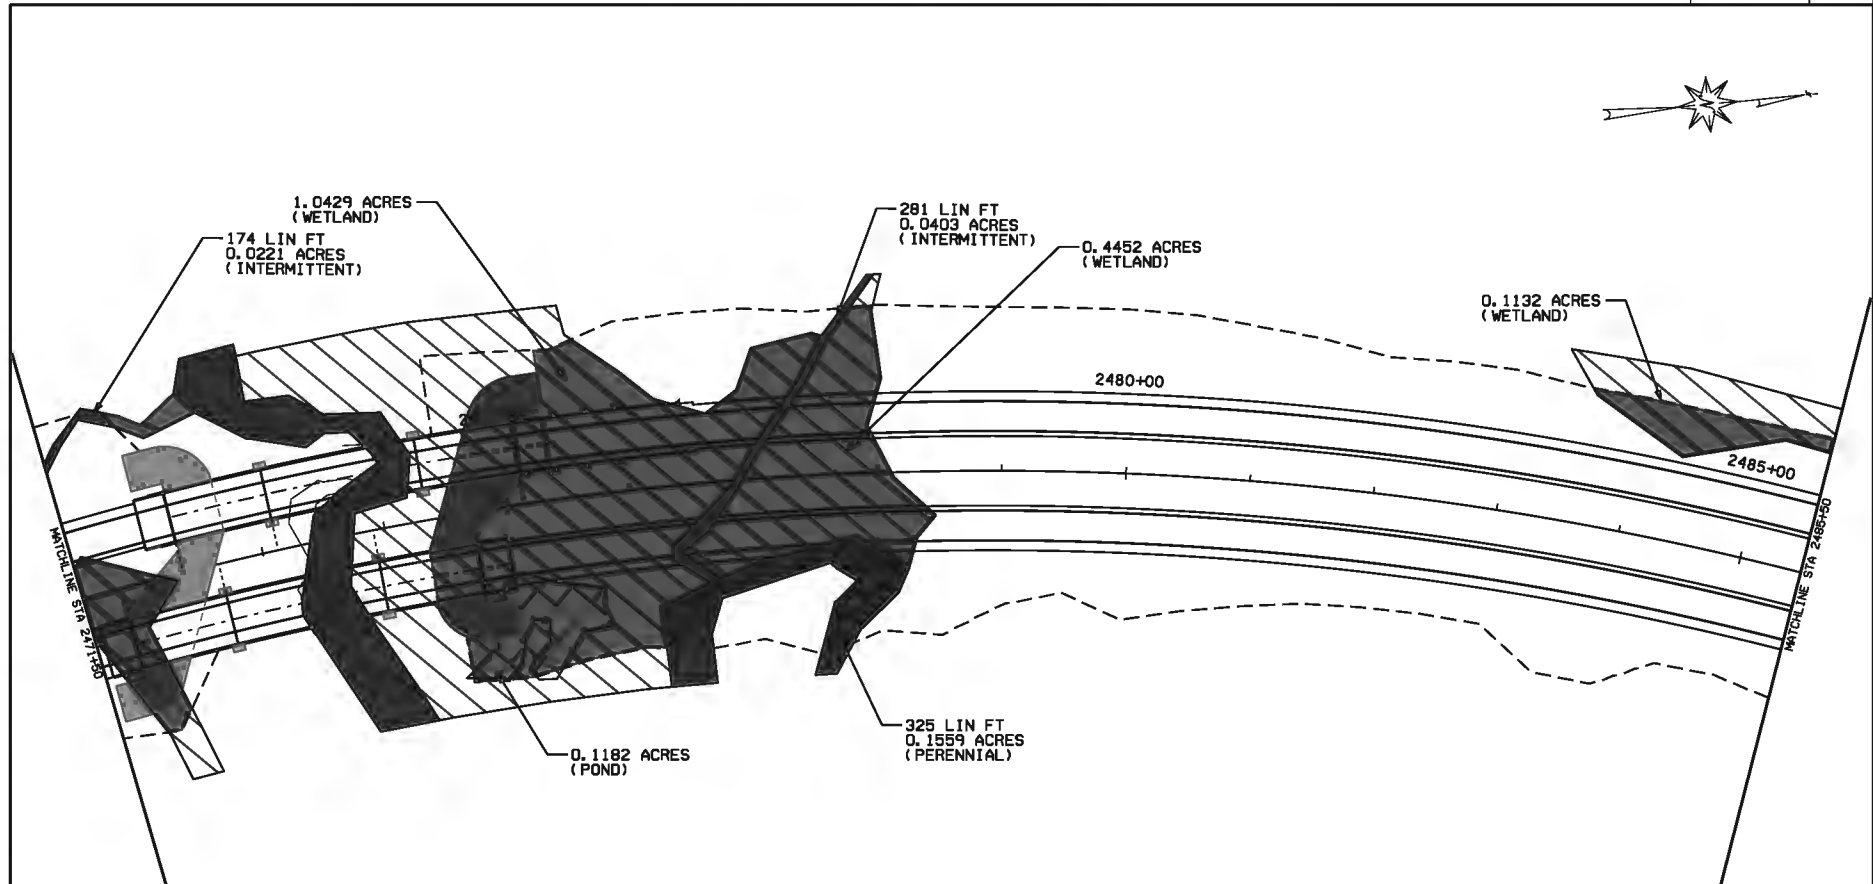 1.0429 ACRES
(WETLAND)
174 LIN FT
0.0221 ACRES
(INTERMITTENT)
281 LIN FT
0.0403 ACRES
(INTERMITTENT)
0.4452 ACRES
(WETLAND)
0.1132 ACRES
(WETLAND)
2480+00
2485+00
MATCHLINE STA 2471+50
MATCHLINE STA 2485+50
325 LIN FT
0.1559 ACRES
(PERENNIAL)
0.1182 ACRES
(POND)